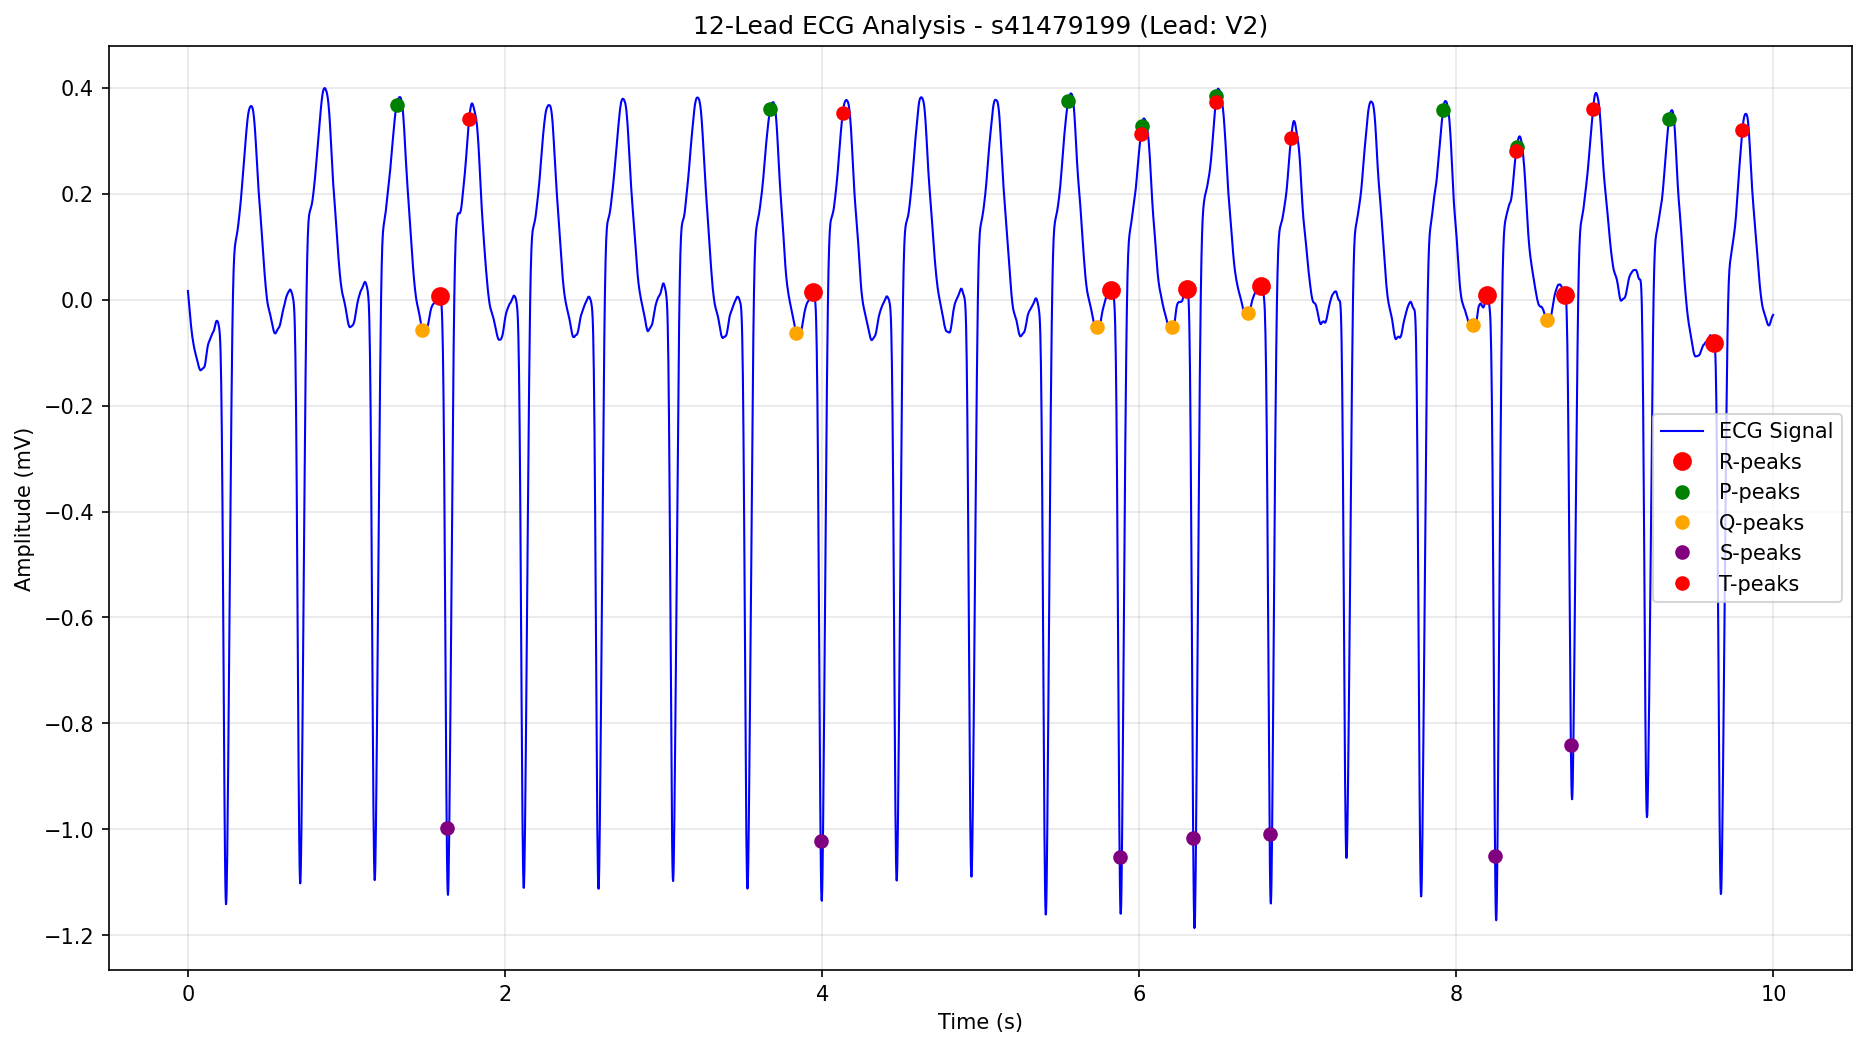 12-Lead ECG Analysis - s41479199 (Lead: V2)
Amplitude (mV)
0.4
0.2
0.0
−0.2
−0.4
−0.6
−0.8
−1.0
−1.2
ECG Signal
R-peaks
P-peaks
Q-peaks
S-peaks
T-peaks
0 2 4 6 8 10
Time (s)